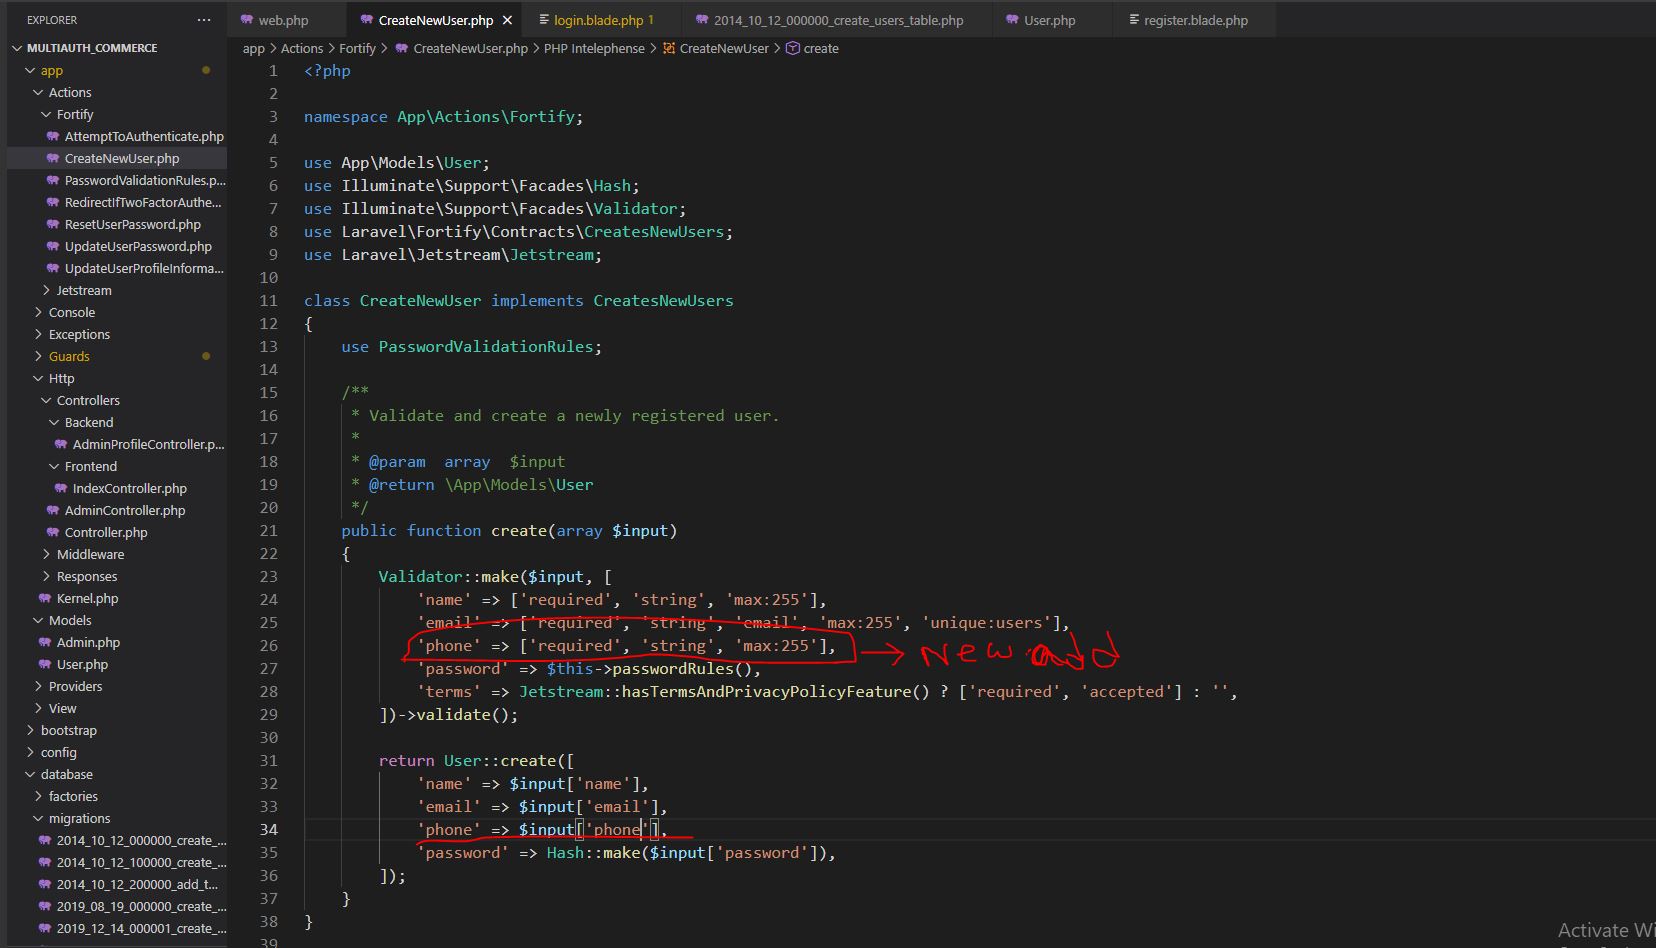 EXPLORER ...
MULTIAUTH_COMMERCE
app
Actions
Fortify
AttemptToAuthenticate.php
CreateNewUser.php
PasswordValidationRules.p...
RedirectIfTwoFactorAuthe...
ResetUserPassword.php
UpdateUserPassword.php
UpdateUserProfileInforma...
Jetstream
Console
Exceptions
Guards
Http
Controllers
Backend
AdminProfileController.p...
Frontend
IndexController.php
AdminController.php
Controller.php
Middleware
Responses
Kernel.php
Models
Admin.php
User.php
Providers
View
bootstrap
config
database
factories
migrations
2014_10_12_000000_create_...
2014_10_12_100000_create_...
2014_10_12_200000_add_t...
2019_08_19_000000_create_...
2019_12_14_000001_create_...
web.php CreateNewUser.php × login.blade.php 1 2014_10_12_000000_create_users_table.php User.php register.blade.php
app > Actions > Fortify > CreateNewUser.php > PHP Intelephense > CreateNewUser > create
1 <?php
2
3 namespace App\Actions\Fortify;
4
5 use App\Models\User;
6 use Illuminate\Support\Facades\Hash;
7 use Illuminate\Support\Facades\Validator;
8 use Laravel\Fortify\Contracts\CreatesNewUsers;
9 use Laravel\Jetstream\Jetstream;
10
11 class CreateNewUser implements CreatesNewUsers
12 {
13 use PasswordValidationRules;
14
15 /**
16 * Validate and create a newly registered user.
17 *
18 * @param  array  $input
19 * @return \App\Models\User
20 */
21 public function create(array $input)
22 {
23 Validator::make($input, [
24 'name' => ['required', 'string', 'max:255'],
25 'email' => ['required', 'string', 'email', 'max:255', 'unique:users'],
26 'phone' => ['required', 'string', 'max:255'], → New add
27 'password' => $this->passwordRules(),
28 'terms' => Jetstream::hasTermsAndPrivacyPolicyFeature() ? ['required', 'accepted'] : '',
29 ])->validate();
30
31 return User::create([
32 'name' => $input['name'],
33 'email' => $input['email'],
34 'phone' => $input['phone'],
35 'password' => Hash::make($input['password']),
36 ]);
37 }
38 }
39
Activate Wi